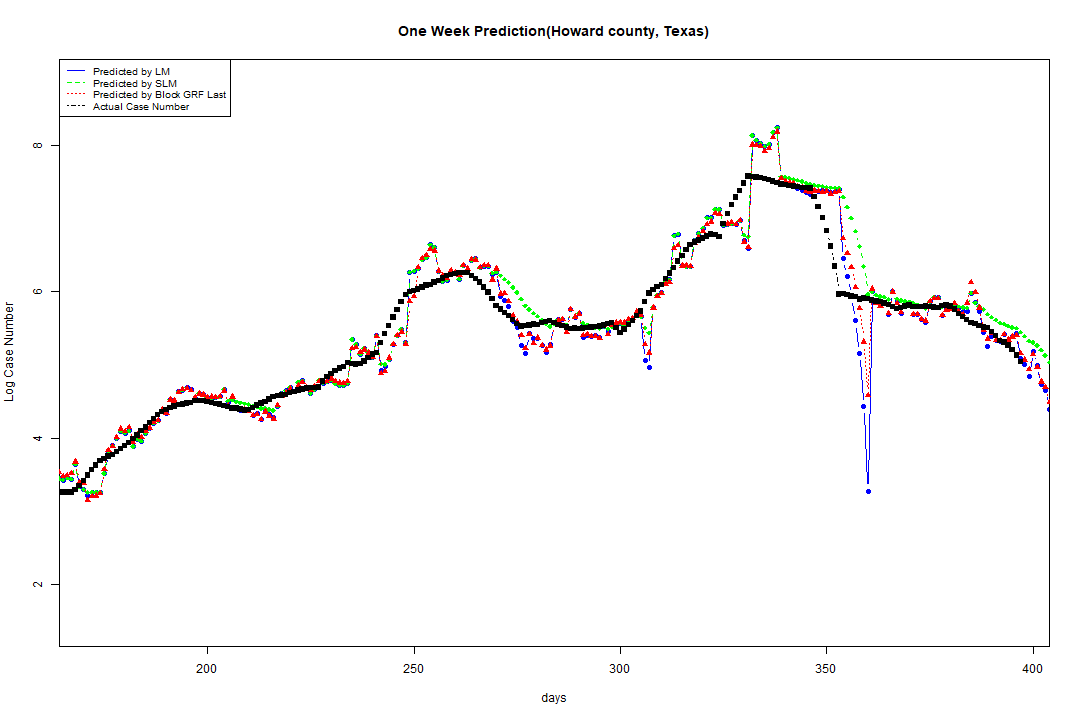 One Week Prediction(Howard county, Texas)
Predicted by LM
Predicted by SLM
Predicted by Block GRF Last
Actual Case Number
8
6
4
2
Log Case Number
200 250 300 350 400
days